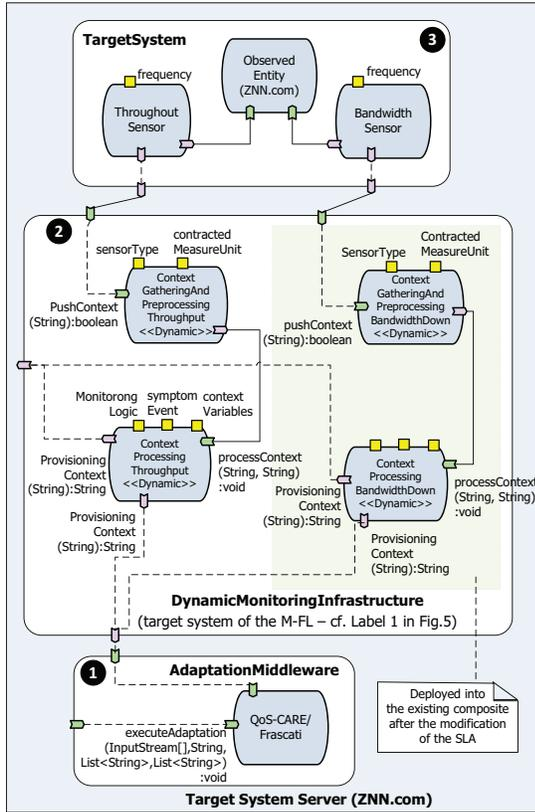 TargetSystem
3
frequency
Observed
Entity
(ZNN.com)
frequency
Throughout
Sensor
Bandwidth
Sensor
2
sensorType
contracted
MeasureUnit
SensorType
Contracted
MeasureUnit
Context
GatheringAnd
Preprocessing
Throughput
<<Dynamic>>
PushContext
(String):boolean
Context
GatheringAnd
Preprocessing
BandwidthDown
<<Dynamic>>
pushContext
(String):boolean
Monitorong
Logic
symptom
Event
context
Variables
Context
Processing
Throughput
<<Dynamic>>
processContext
(String, String)
:void
Provisioning
Context
(String):String
Provisioning
Context
(String):String
Context
Processing
BandwidthDown
<<Dynamic>>
processContext
(String, String)
:void
Provisioning
Context
(String):String
Provisioning
Context
(String):String
DynamicMonitoringInfrastructure
(target system of the M-FL – cf. Label 1 in Fig.5)
1
AdaptationMiddleware
QoS-CARE/
Frascati
executeAdaptation
(InputStream[],String,
List<String>,List<String>)
:void
Deployed into
the existing composite
after the modification
of the SLA
Target System Server (ZNN.com)